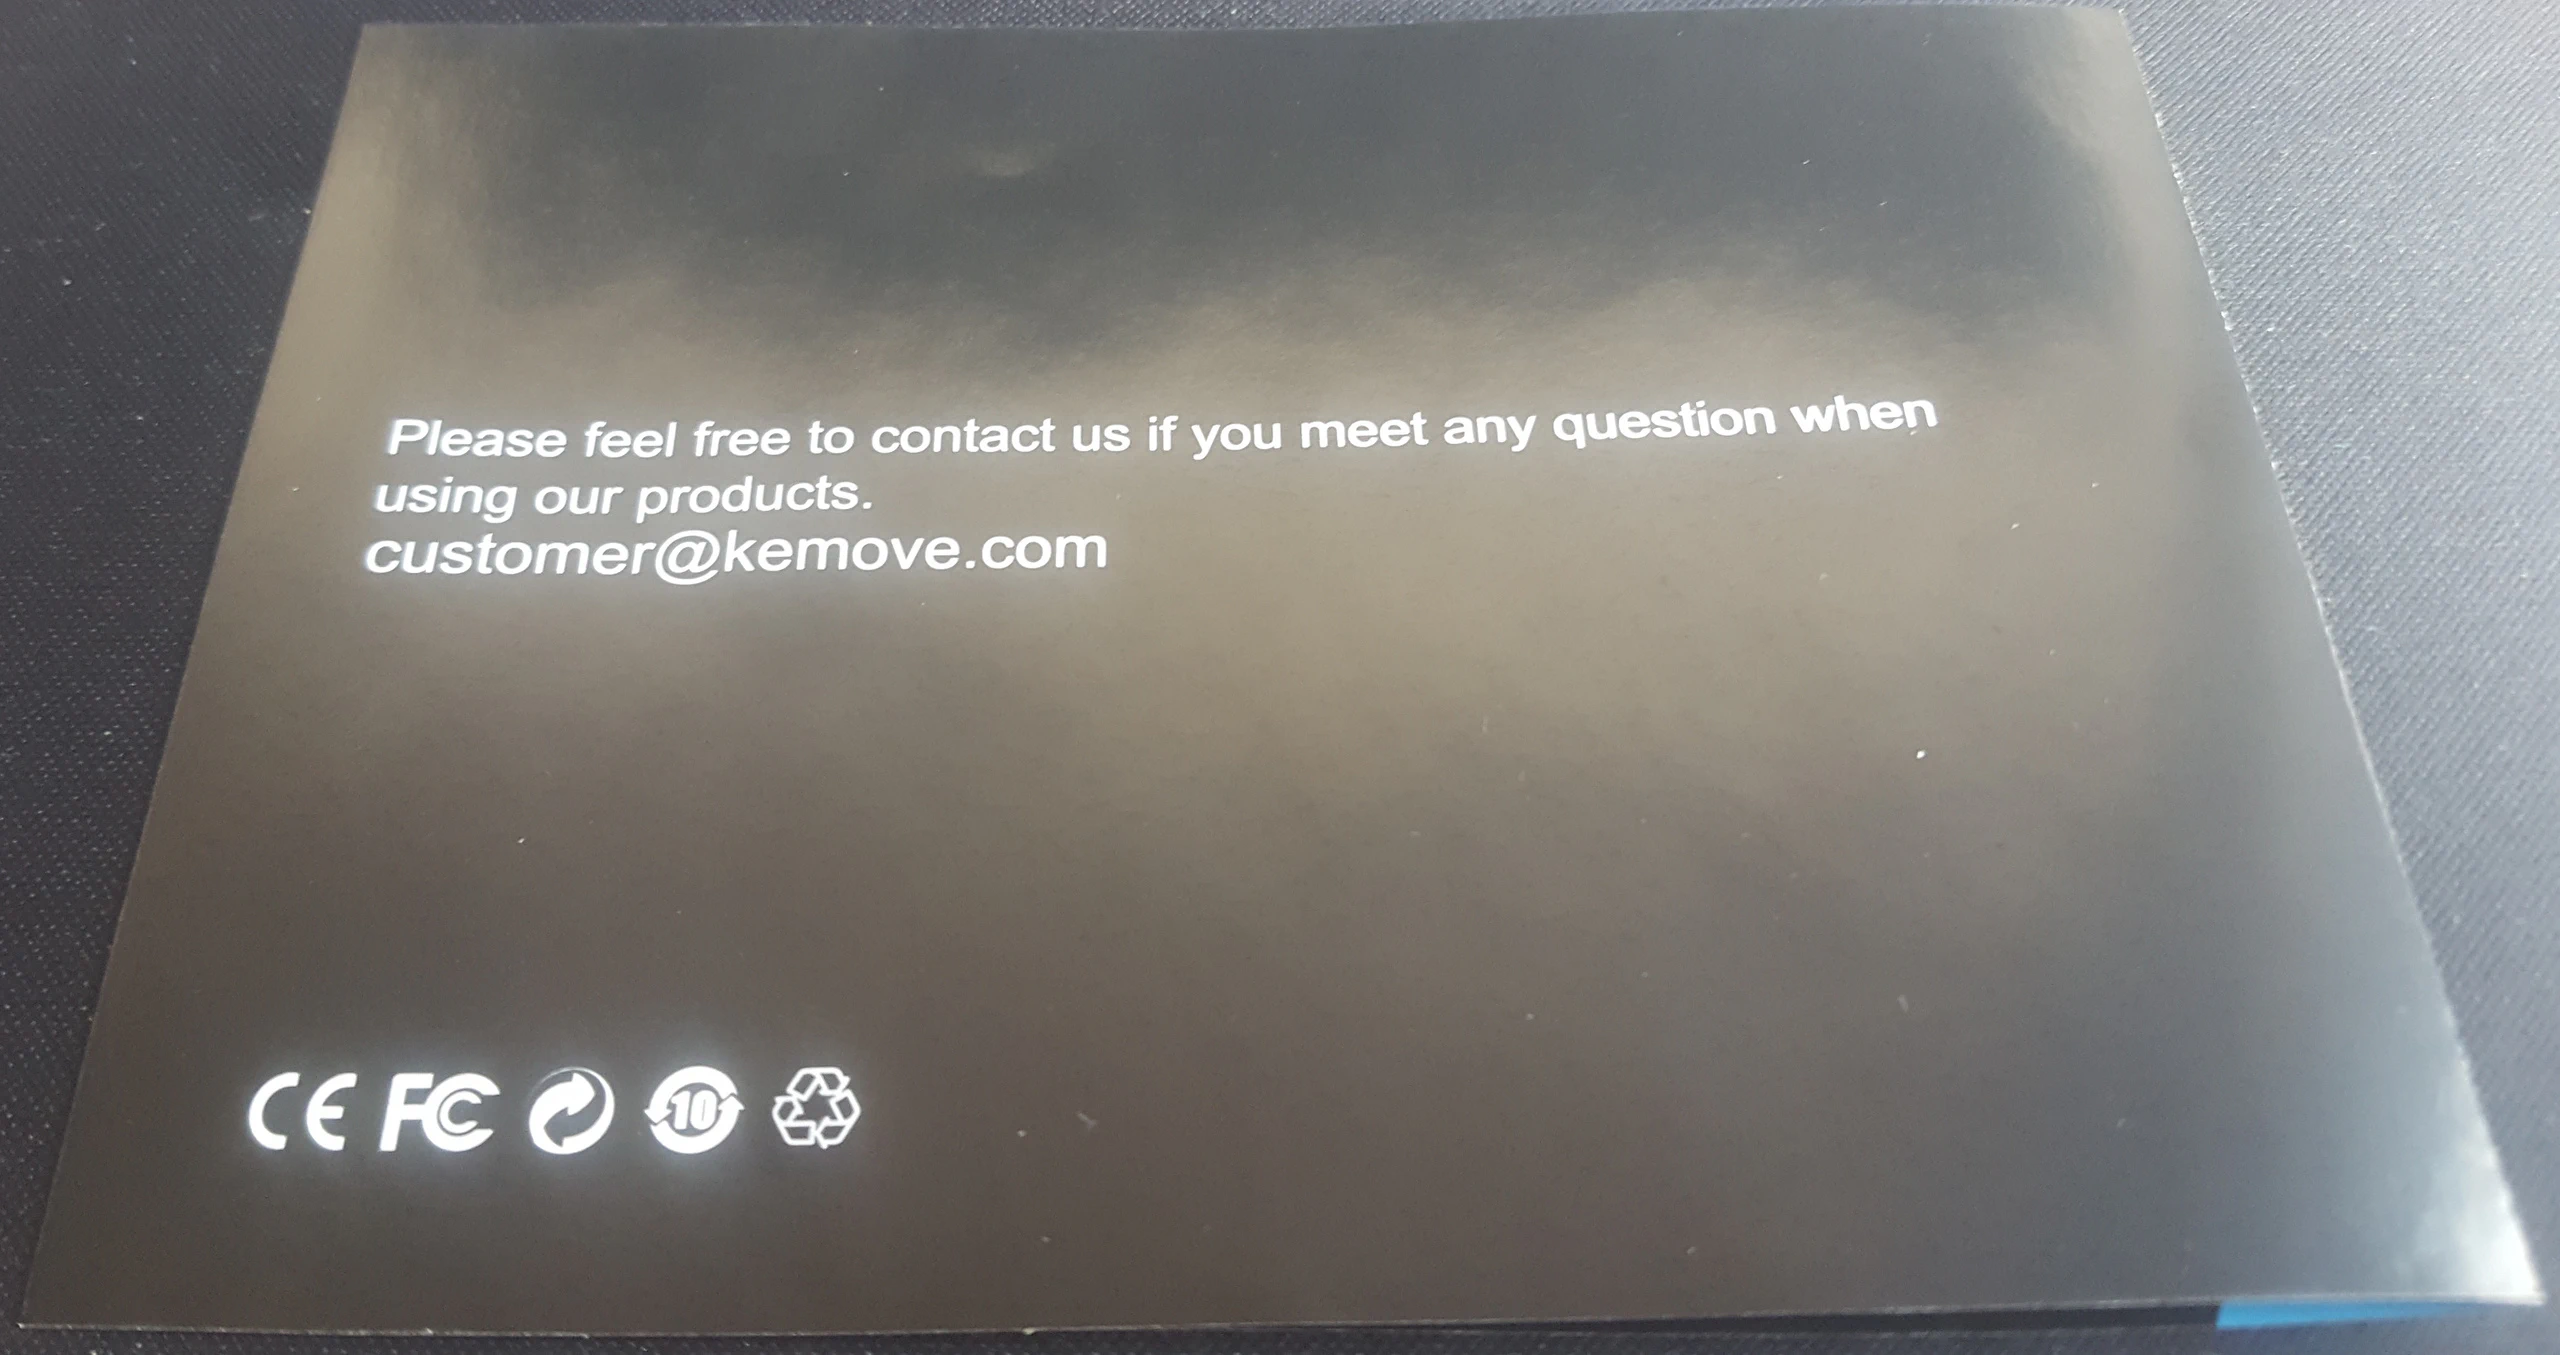 Please feel free to contact us if you meet any question when
using our products.
customer@kemove.com
CE FC 10